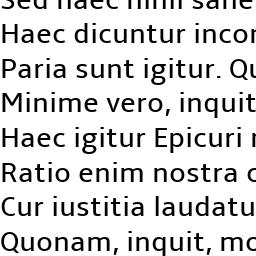 Sed haec nihil sane
Haec dicuntur incon
Paria sunt igitur. Qu
Minime vero, inquit
Haec igitur Epicuri
Ratio enim nostra
Cur iustitia laudatu
Quonam, inquit, mo